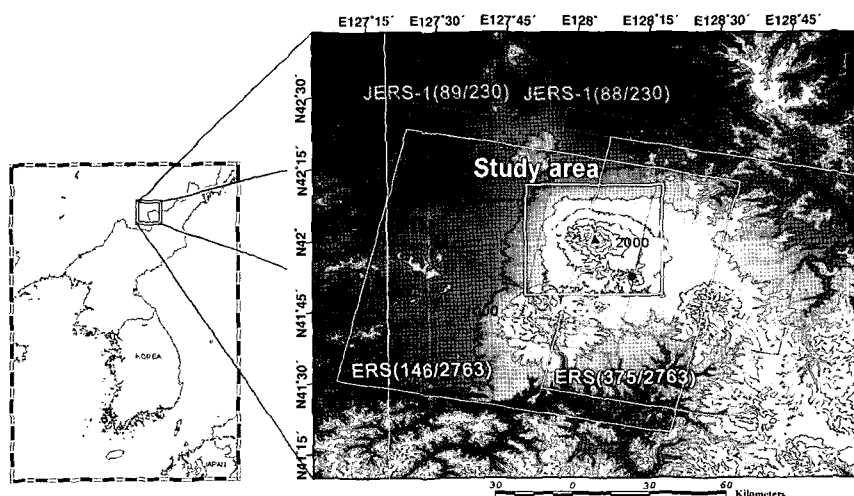 E127°15′ E127°30′ E127°45′ E128° E128°15′ E128°30′ E128°45′
N42°30′
N42°15′
N42°
N41°45′
N41°30′
N41°15′
JERS-1(89/230) JERS-1(88/230)
Study area
2000
ERS(146/2763)
ERS(375/2763)
KOREA
JAPAN
30 0 30 60 Kilometers